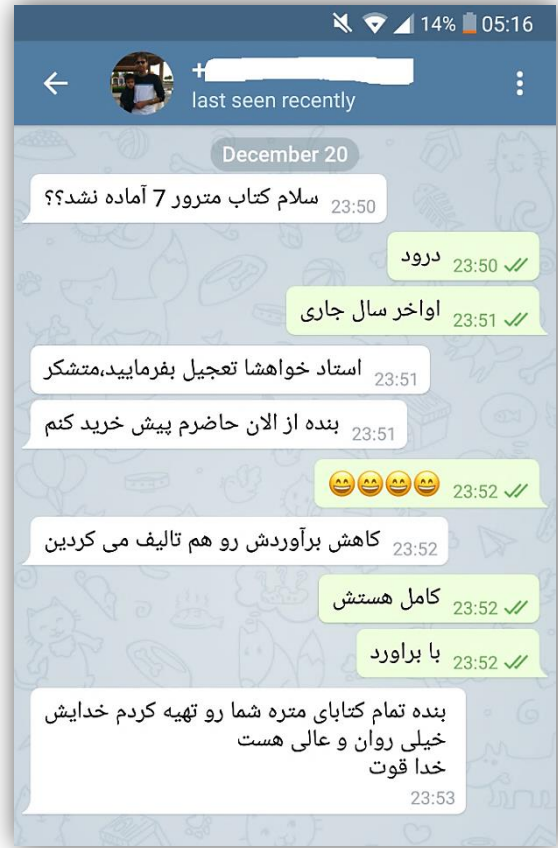 14% 05:16
+
last seen recently
December 20
سلام کتاب مترور 7 آماده نشد؟؟ 23:50
درود 23:50
اواخر سال جاری 23:51
استاد خواهشا تعجیل بفرمایید،متشکر 23:51
بنده از الان حاضرم پیش خرید کنم 23:51
😄😄😄😄 23:52
کاهش برآوردش رو هم تالیف می کردین 23:52
کامل هستش 23:52
با براورد 23:52
بنده تمام کتابای متره شما رو تهیه کردم خدایش
خیلی روان و عالی هست
خدا قوت
23:53